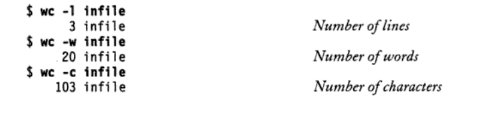 $ wc -l infile
3 infile Number of lines
$ wc -w infile
20 infile Number of words
$ wc -c infile
103 infile Number of characters